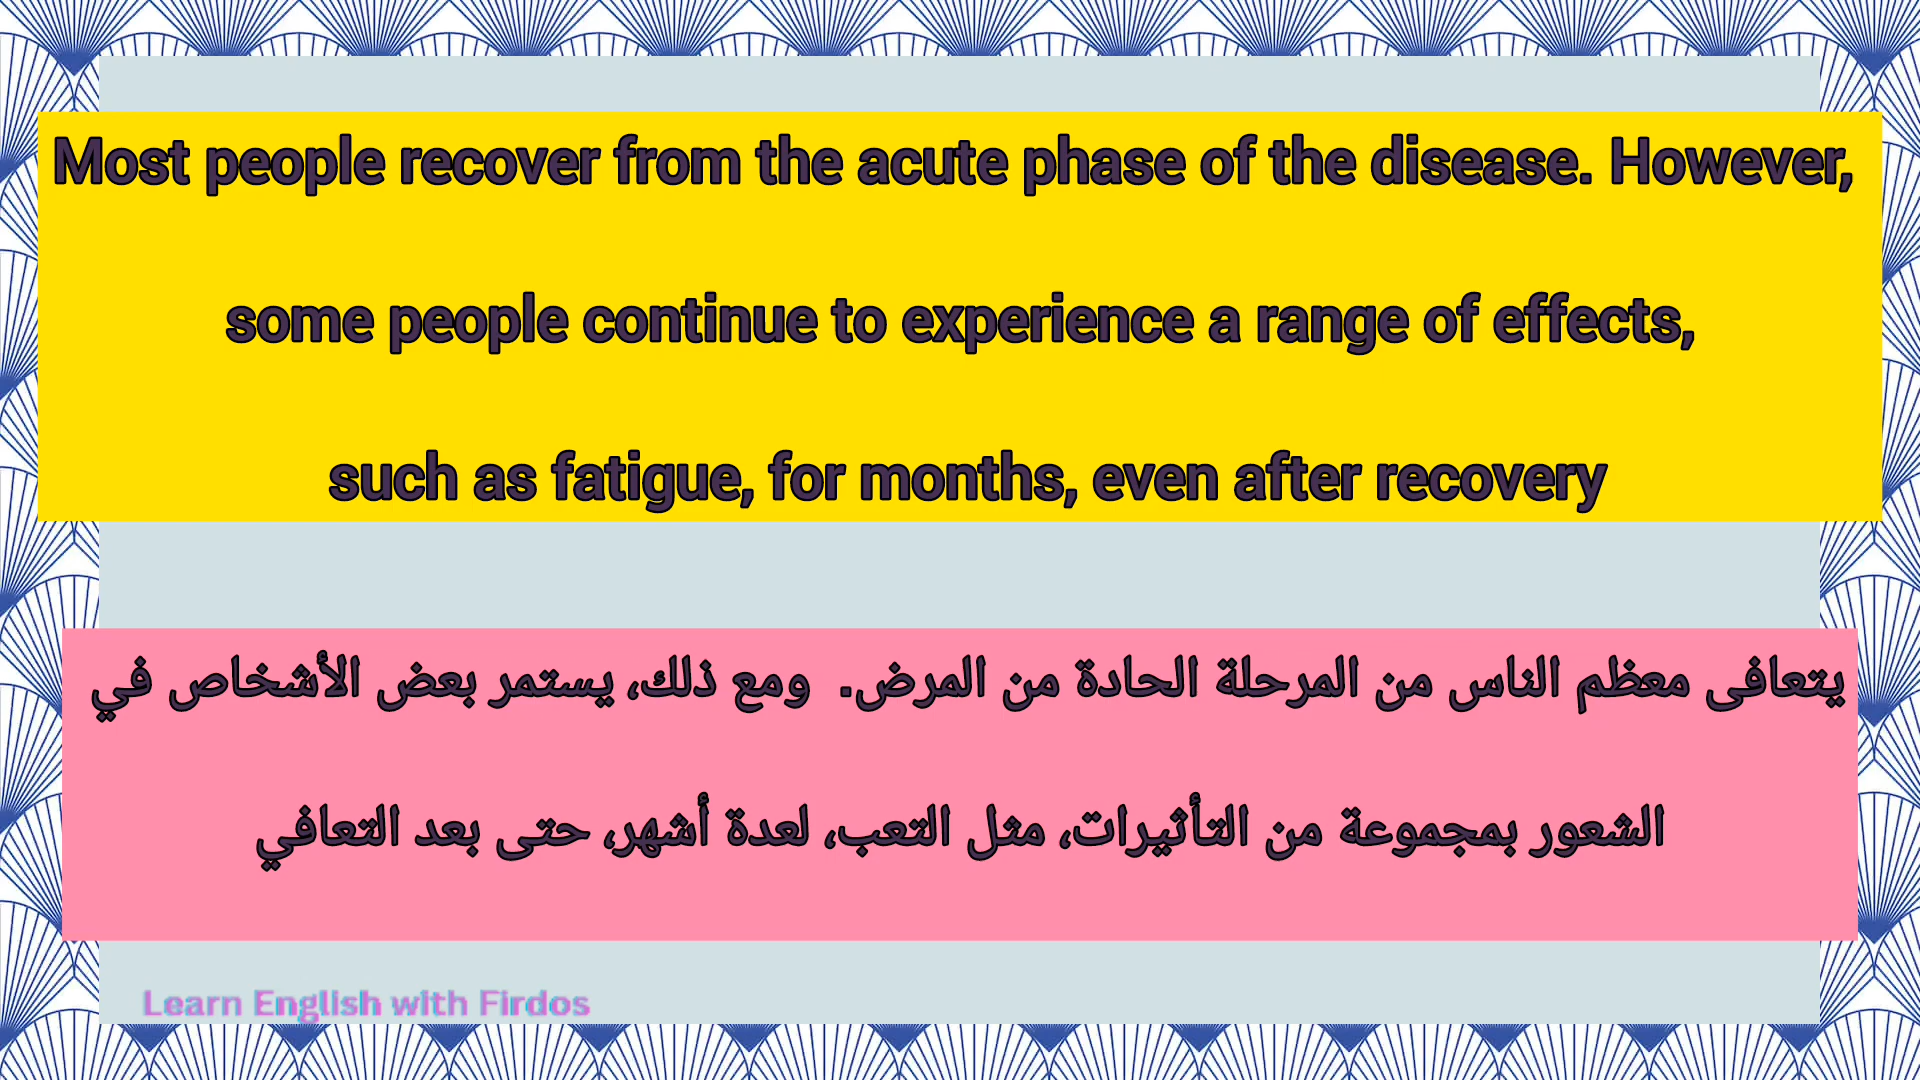 Most people recover from the acute phase of the disease. However,
some people continue to experience a range of effects,
such as fatigue, for months, even after recovery
يتعافى معظم الناس من المرحلة الحادة من المرض.  ومع ذلك، يستمر بعض الأشخاص في
الشعور بمجموعة من التأثيرات، مثل التعب، لعدة أشهر، حتى بعد التعافي
Learn English with Firdos